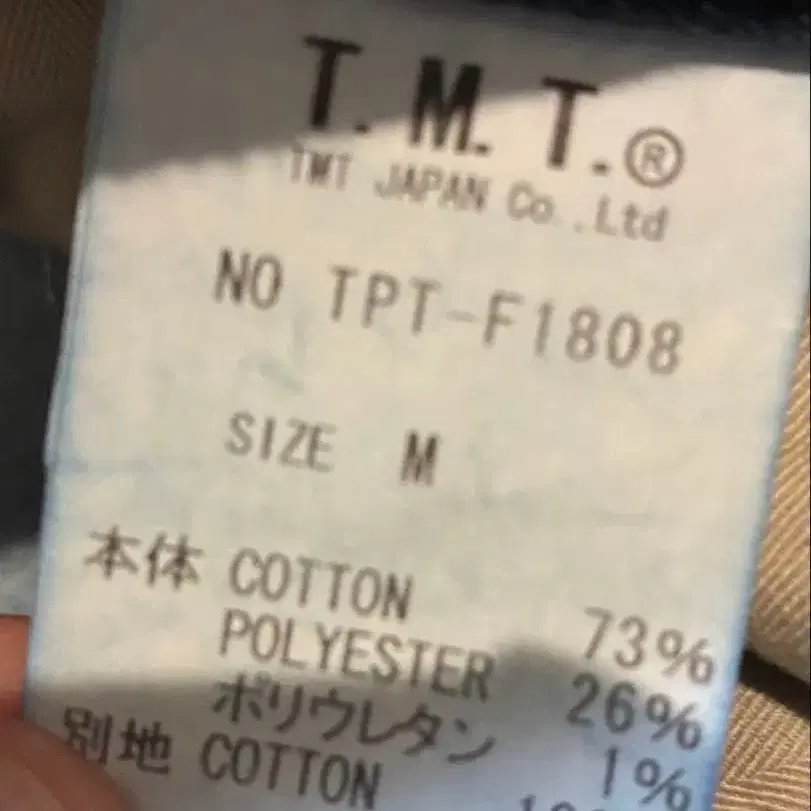 T.M.T.®
TMT JAPAN Co.,Ltd
NO TPT-F1808
SIZE M
本体 COTTON 73%
POLYESTER 26%
ポリウレタン 1%
別地 COTTON